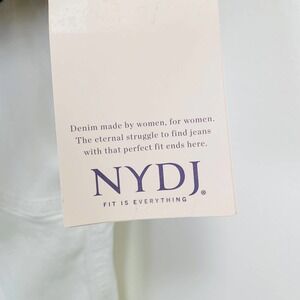 Denim made by women, for women.
The eternal struggle to find jeans
with that perfect fit ends here.
NYDJ®
FIT IS EVERYTHING